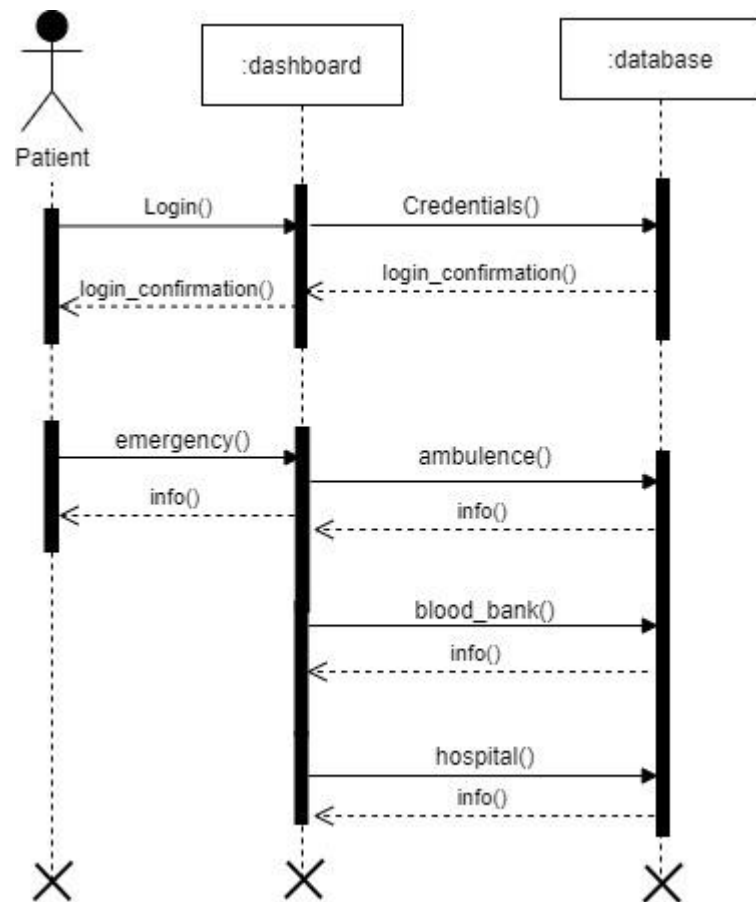 :dashboard
:database
Patient
Login()
Credentials()
login_confirmation()
login_confirmation()
emergency()
ambulence()
info()
info()
blood_bank()
info()
hospital()
info()